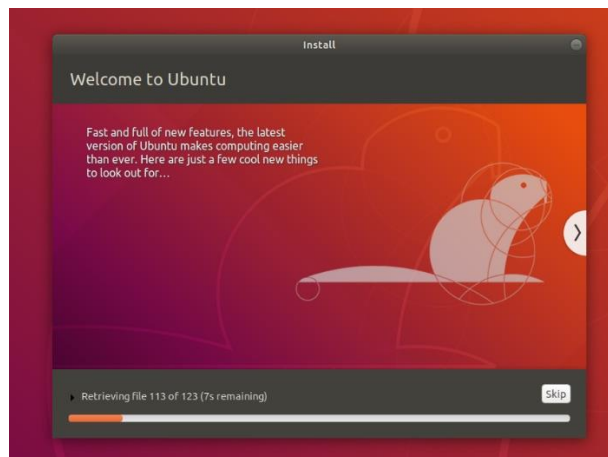 Install
Welcome to Ubuntu
Fast and full of new features, the latest
version of Ubuntu makes computing easier
than ever. Here are just a few cool new things
to look out for...
Retrieving file 113 of 123 (7s remaining)
Skip